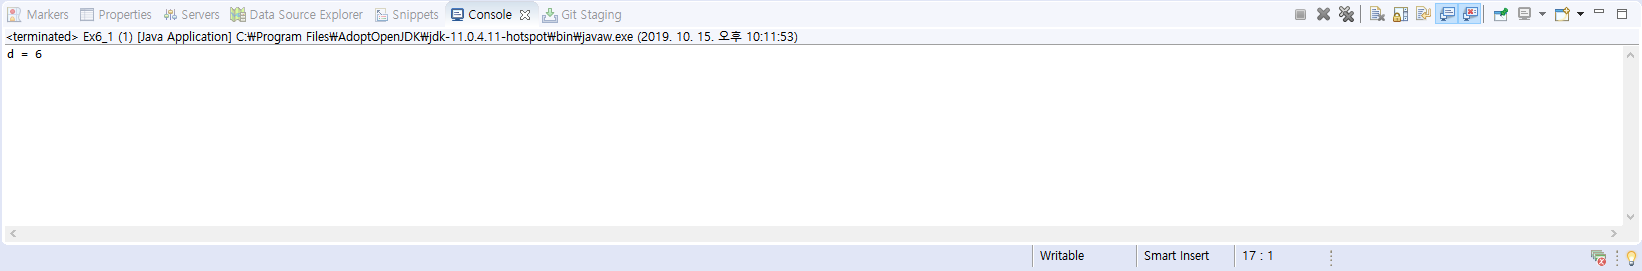 Markers Properties Servers Data Source Explorer Snippets Console Git Staging
<terminated> Ex6_1 (1) [Java Application] C:₩Program Files₩AdoptOpenJDK₩jdk-11.0.4.11-hotspot₩bin₩javaw.exe (2019. 10. 15. 오후 10:11:53)
d = 6
Writable Smart Insert 17 : 1